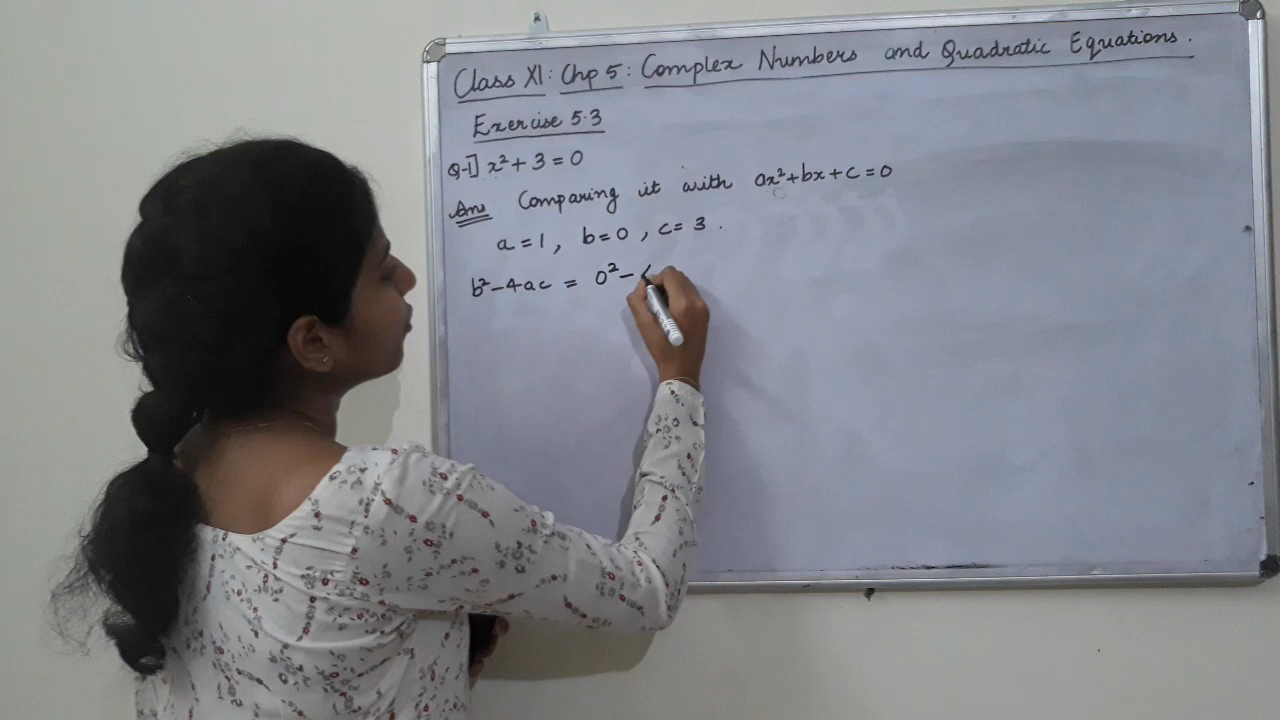 Class XI: Chp 5: Complex Numbers and Quadratic Equations.
Exercise 5.3
Q-1] x² + 3 = 0
Ans Comparing it with ax²+bx+c=0
a=1, b=0, c=3.
b²-4ac = 0²-